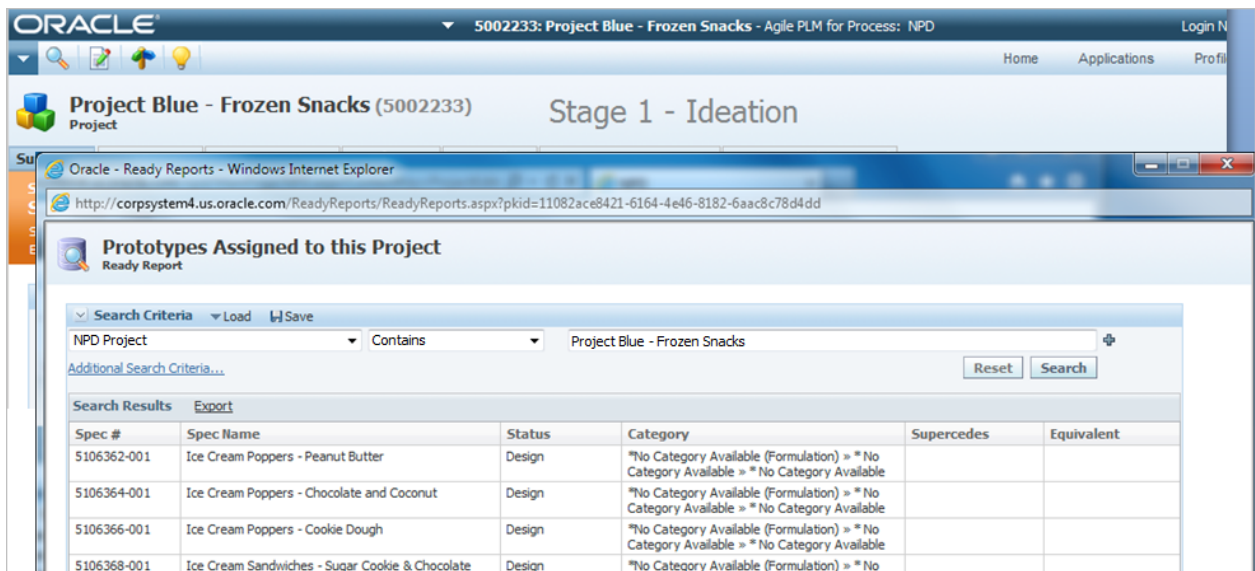 ORACLE
5002233: Project Blue - Frozen Snacks - Agile PLM for Process: NPD
Login N
Home Applications Profil
Project Blue - Frozen Snacks (5002233)
Stage 1 - Ideation
Project
Su
Oracle - Ready Reports - Windows Internet Explorer
http://corpsystem4.us.oracle.com/ReadyReports/ReadyReports.aspx?pkid=11082ace8421-6164-4e46-8182-6aac8c78d4dd
Prototypes Assigned to this Project
Ready Report
Search Criteria Load Save
NPD Project Contains Project Blue - Frozen Snacks
Additional Search Criteria... Reset Search
Search Results Export
Spec # Spec Name Status Category Supercedes Equivalent
5106362-001 Ice Cream Poppers - Peanut Butter Design *No Category Available (Formulation) » * No
Category Available » * No Category Available
5106364-001 Ice Cream Poppers - Chocolate and Coconut Design *No Category Available (Formulation) » * No
Category Available » * No Category Available
5106366-001 Ice Cream Poppers - Cookie Dough Design *No Category Available (Formulation) » * No
Category Available » * No Category Available
5106368-001 Ice Cream Sandwiches - Sugar Cookie & Chocolate Design *No Category Available (Formulation) » * No